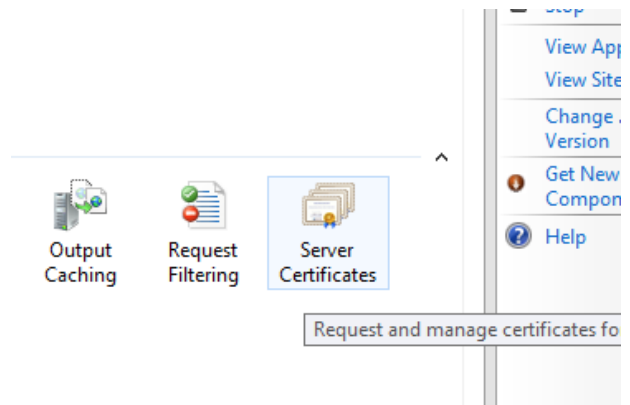 Output
Caching
Request
Filtering
Server
Certificates
Request and manage certificates fo
Stop
View App
View Site
Change .
Version
Get New
Compon
Help